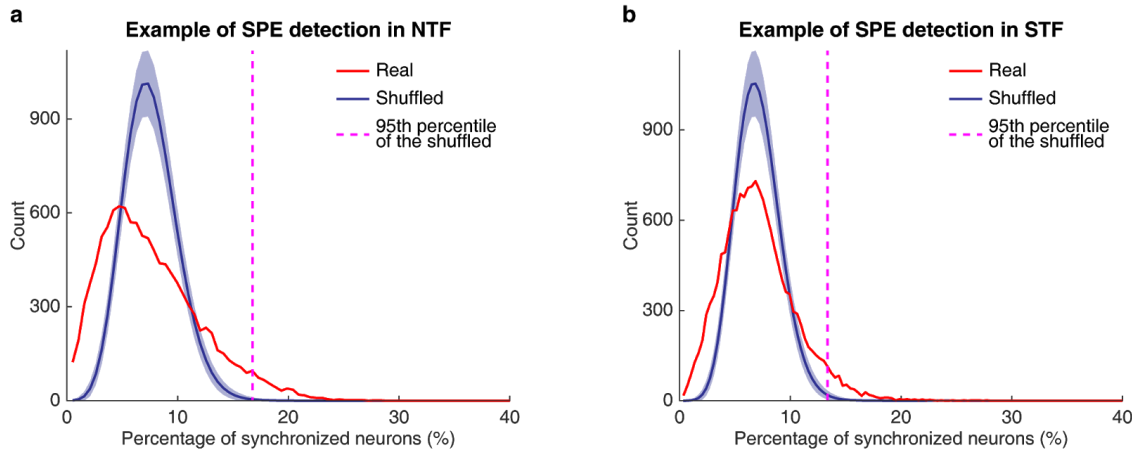 a
Example of SPE detection in NTF
Real
Shuffled
95th percentile
of the shuffled
900
600
300
0
Count
0 10 20 30 40
Percentage of synchronized neurons (%)
b
Example of SPE detection in STF
Real
Shuffled
95th percentile
of the shuffled
900
600
300
0
Count
0 10 20 30 40
Percentage of synchronized neurons (%)